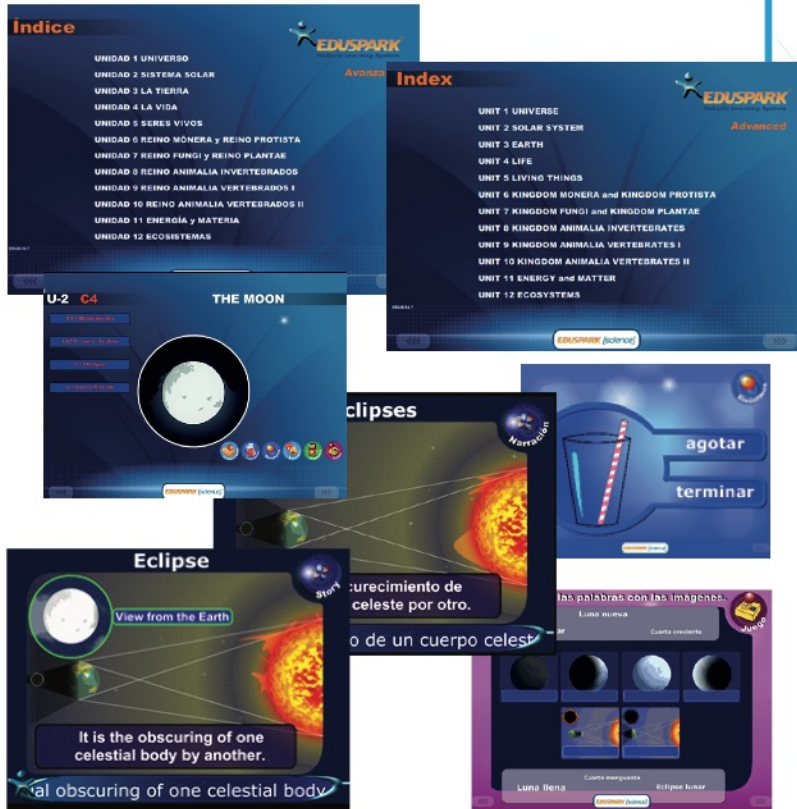 Índice
EDUSPARK
Holistic Learning System
Avanza
UNIDAD 1 UNIVERSO
UNIDAD 2 SISTEMA SOLAR
UNIDAD 3 LA TIERRA
UNIDAD 4 LA VIDA
UNIDAD 5 SERES VIVOS
UNIDAD 6 REINO MÓNERA y REINO PROTISTA
UNIDAD 7 REINO FUNGI y REINO PLANTAE
UNIDAD 8 REINO ANIMALIA INVERTEBRADOS
UNIDAD 9 REINO ANIMALIA VERTEBRADOS I
UNIDAD 10 REINO ANIMALIA VERTEBRADOS II
UNIDAD 11 ENERGÍA y MATERIA
UNIDAD 12 ECOSISTEMAS
Index
EDUSPARK
Holistic Learning System
Advanced
UNIT 1 UNIVERSE
UNIT 2 SOLAR SYSTEM
UNIT 3 EARTH
UNIT 4 LIFE
UNIT 5 LIVING THINGS
UNIT 6 KINGDOM MONERA and KINGDOM PROTISTA
UNIT 7 KINGDOM FUNGI and KINGDOM PLANTAE
UNIT 8 KINGDOM ANIMALIA INVERTEBRATES
UNIT 9 KINGDOM ANIMALIA VERTEBRATES I
UNIT 10 KINGDOM ANIMALIA VERTEBRATES II
UNIT 11 ENERGY and MATTER
UNIT 12 ECOSYSTEMS
EDUSPARK [science]
U-2 C4 THE MOON
EDUSPARK [science]
clipses
Narración
curecimiento de
celeste por otro.
o de un cuerpo celest
agotar
terminar
EDUSPARK [science]
Eclipse
Story
View from the Earth
It is the obscuring of one
celestial body by another.
al obscuring of one celestial body
las palabras con las imágenes.
Juego
Luna nueva
ar
Cuarto creciente
Cuarto menguante
Luna llena
Eclipse lunar
EDUSPARK [science]